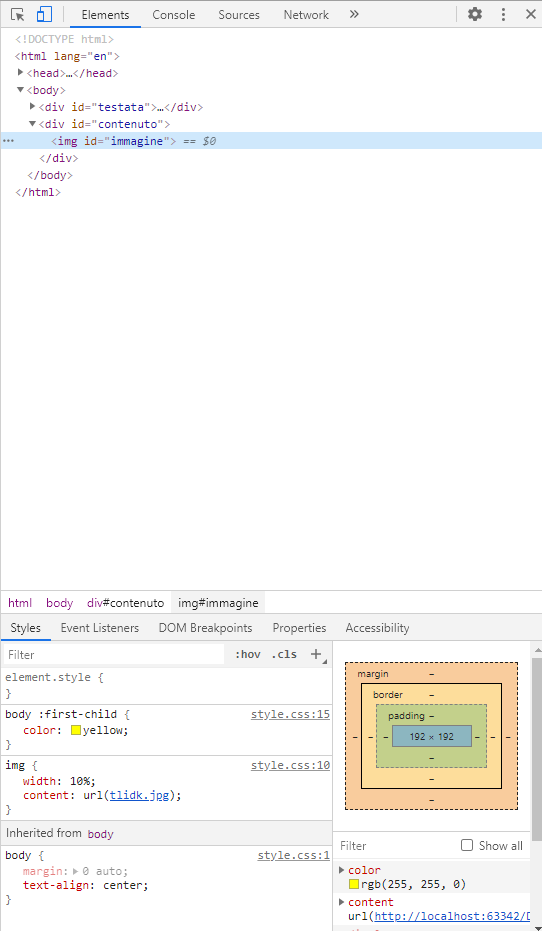 Elements Console Sources Network »
<!DOCTYPE html>
<html lang="en">
<head>…</head>
<body>
<div id="testata">…</div>
<div id="contenuto">
<img id="immagine"> == $0
</div>
</body>
</html>
html body div#contenuto img#immagine
Styles Event Listeners DOM Breakpoints Properties Accessibility
Filter :hov .cls +
element.style {
}
body :first-child { style.css:15
color: yellow;
}
img { style.css:10
width: 10%;
content: url(tlidk.jpg);
}
Inherited from body
body { style.css:1
margin: 0 auto;
text-align: center;
}
margin –
border –
padding –
– – – 192 × 192 – – –
–
–
–
Filter Show all
color
rgb(255, 255, 0)
content
url(http://localhost:63342/D